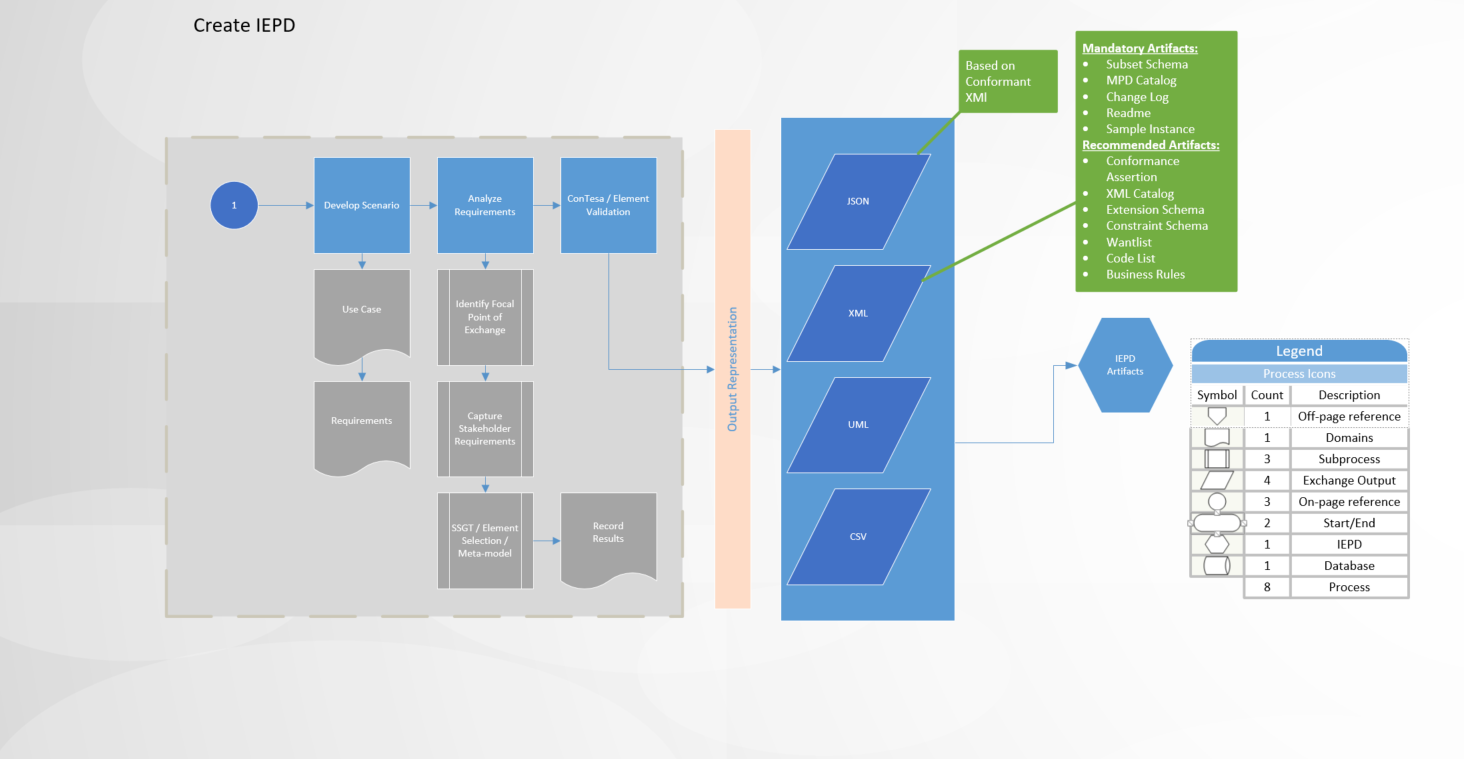 Create IEPD
1
Develop Scenario
Analyze
Requirements
ConTesa / Element
Validation
Use Case
Identify Focal
Point of
Exchange
Requirements
Capture
Stakeholder
Requirements
SSGT / Element
Selection /
Meta-model
Record
Results
Output Representation
JSON
XML
UML
CSV
Based on
Conformant
XMl
Mandatory Artifacts:
• Subset Schema
• MPD Catalog
• Change Log
• Readme
• Sample Instance
Recommended Artifacts:
• Conformance
Assertion
• XML Catalog
• Extension Schema
• Constraint Schema
• Wantlist
• Code List
• Business Rules
IEPD
Artifacts
Legend
Process Icons
Symbol Count Description
1 Off-page reference
1 Domains
3 Subprocess
4 Exchange Output
3 On-page reference
2 Start/End
1 IEPD
1 Database
8 Process